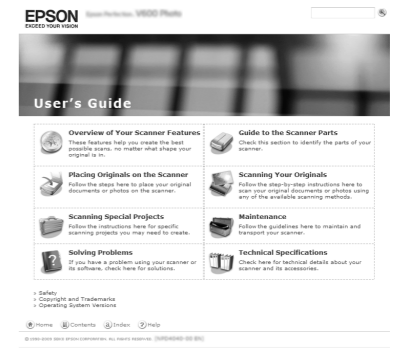 EPSON
EXCEED YOUR VISION
Epson Perfection V600 Photo
User's Guide
Overview of Your Scanner Features
These features help you create the best
possible scans, no matter what shape your
original is in.
Guide to the Scanner Parts
Check this section to identify the parts of your
scanner.
Placing Originals on the Scanner
Follow the steps here to place your original
documents or photos on the scanner.
Scanning Your Originals
Follow the step-by-step instructions here to
scan your original documents or photos using
any of the available scanning methods.
Scanning Special Projects
Follow the instructions here for specific
scanning projects you may need to create.
Maintenance
Follow the guidelines here to maintain and
transport your scanner.
Solving Problems
If you have a problem using your scanner or
its software, check here for solutions.
Technical Specifications
Check here for technical details about your
scanner and its accessories.
» Safety
» Copyright and Trademarks
» Operating System Versions
Home Contents Index ? Help